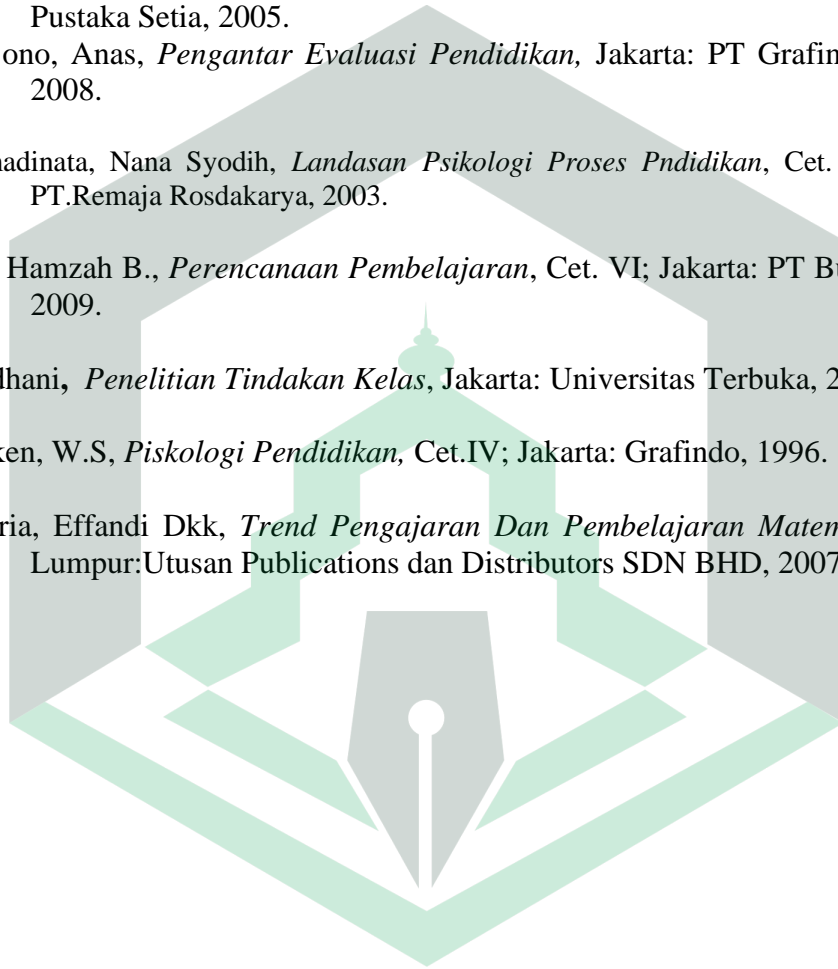 Pustaka Setia, 2005.
ono, Anas, Pengantar Evaluasi Pendidikan, Jakarta: PT Grafin
2008.
adinata, Nana Syodih, Landasan Psikologi Proses Pndidikan, Cet.
PT.Remaja Rosdakarya, 2003.
Hamzah B., Perencanaan Pembelajaran, Cet. VI; Jakarta: PT Bu
2009.
dhani, Penelitian Tindakan Kelas, Jakarta: Universitas Terbuka, 2
ken, W.S, Piskologi Pendidikan, Cet.IV; Jakarta: Grafindo, 1996.
ria, Effandi Dkk, Trend Pengajaran Dan Pembelajaran Matem
Lumpur:Utusan Publications dan Distributors SDN BHD, 2007